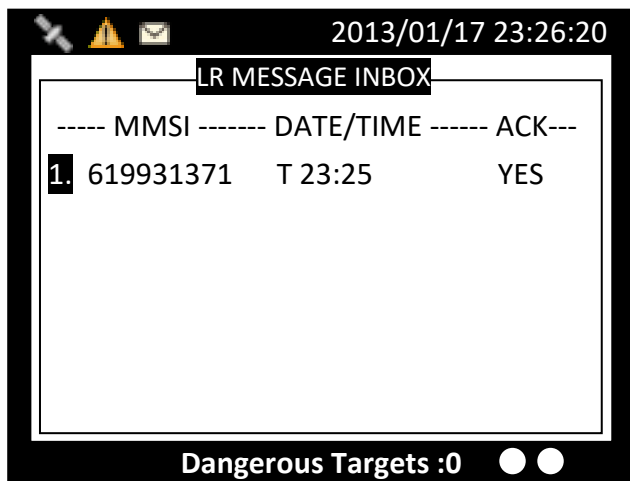 2013/01/17 23:26:20
LR MESSAGE INBOX
----- MMSI ------- DATE/TIME ------ ACK---
1. 619931371 T 23:25 YES
Dangerous Targets :0